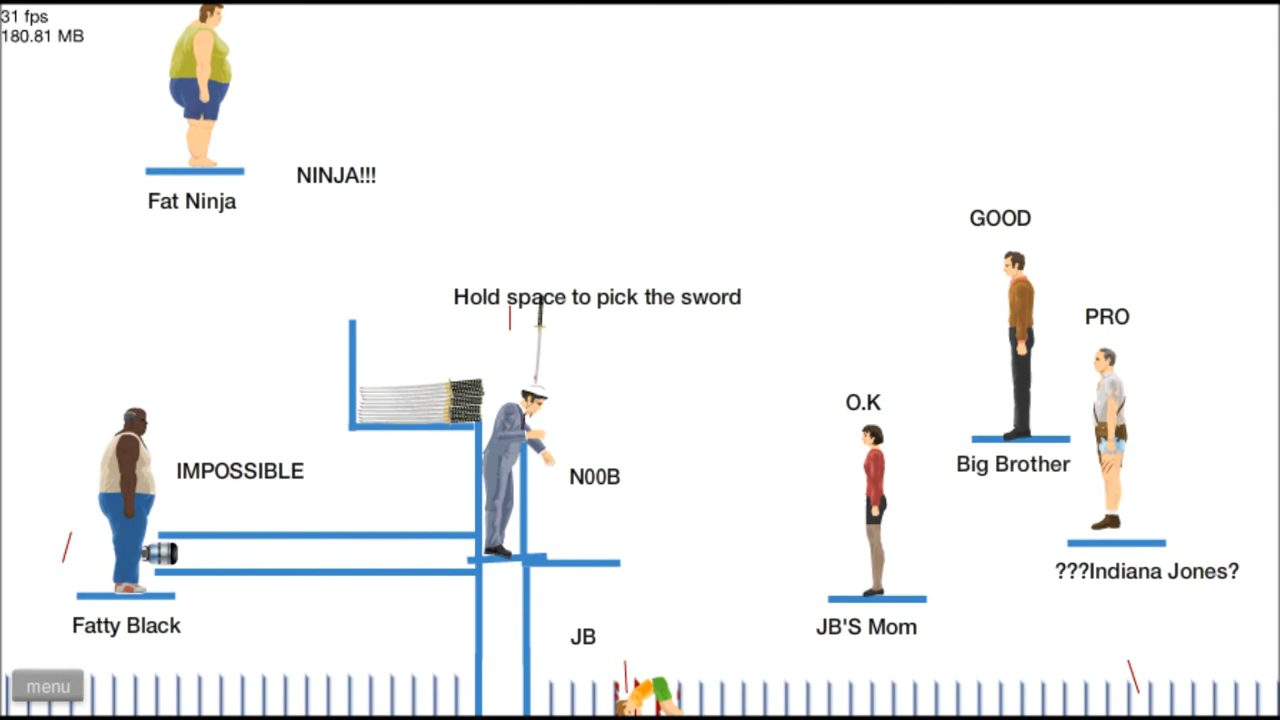 31 fps
180.81 MB
NINJA!!!
Fat Ninja
GOOD
Hold space to pick the sword
PRO
O.K
IMPOSSIBLE
N00B
Big Brother
???Indiana Jones?
Fatty Black
JB'S Mom
JB
menu